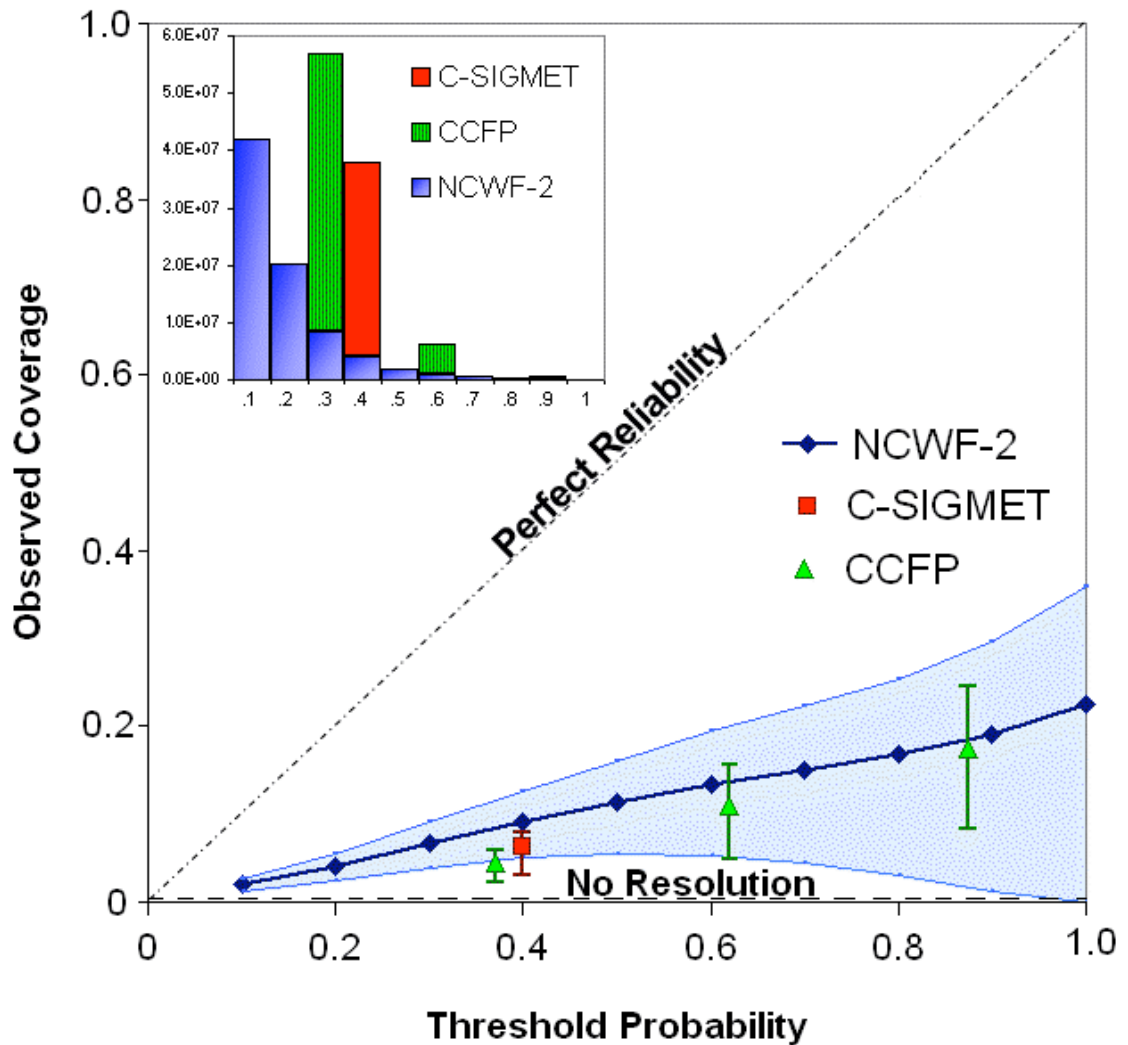 1.0
6.0E+07
5.0E+07
4.0E+07
3.0E+07
2.0E+07
1.0E+07
0.0E+00
.1 .2 .3 .4 .5 .6 .7 .8 .9 1
C-SIGMET
CCFP
NCWF-2
0.8
0.6
0.4
0.2
0
Observed Coverage
Perfect Reliability
NCWF-2
C-SIGMET
CCFP
No Resolution
0 0.2 0.4 0.6 0.8 1.0
Threshold Probability